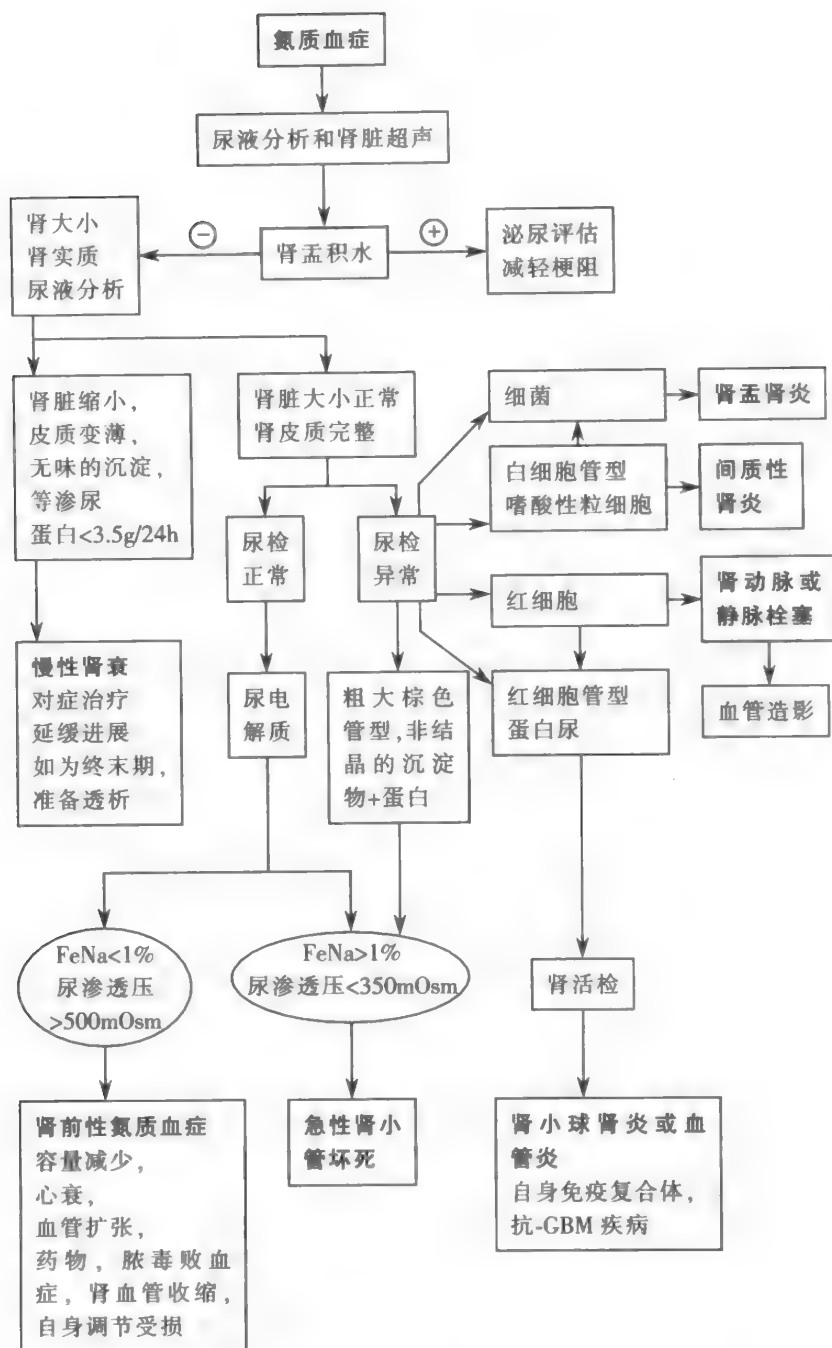 氮质血症
尿液分析和肾脏超声
肾大小
肾实质
尿液分析
⊖
肾盂积水
⊕
泌尿评估
减轻梗阻
肾脏缩小，
皮质变薄，
无味的沉淀，
等渗尿
蛋白<3.5g/24h
肾脏大小正常
肾皮质完整
细菌
肾盂肾炎
白细胞管型
嗜酸性粒细胞
间质性
肾炎
尿检
正常
尿检
异常
红细胞
肾动脉或
静脉栓塞
慢性肾衰
对症治疗
延缓进展
如为终末期，
准备透析
尿电
解质
粗大棕色
管型，非结
晶的沉淀
物+蛋白
红细胞管型
蛋白尿
血管造影
FeNa<1%
尿渗透压
>500mOsm
FeNa>1%
尿渗透压<350mOsm
肾活检
肾前性氮质血症
容量减少，
心衰，
血管扩张，
药物，脓毒败血
症，肾血管收缩，
自身调节受损
急性肾小
管坏死
肾小球肾炎或血
管炎
自身免疫复合体，
抗-GBM疾病